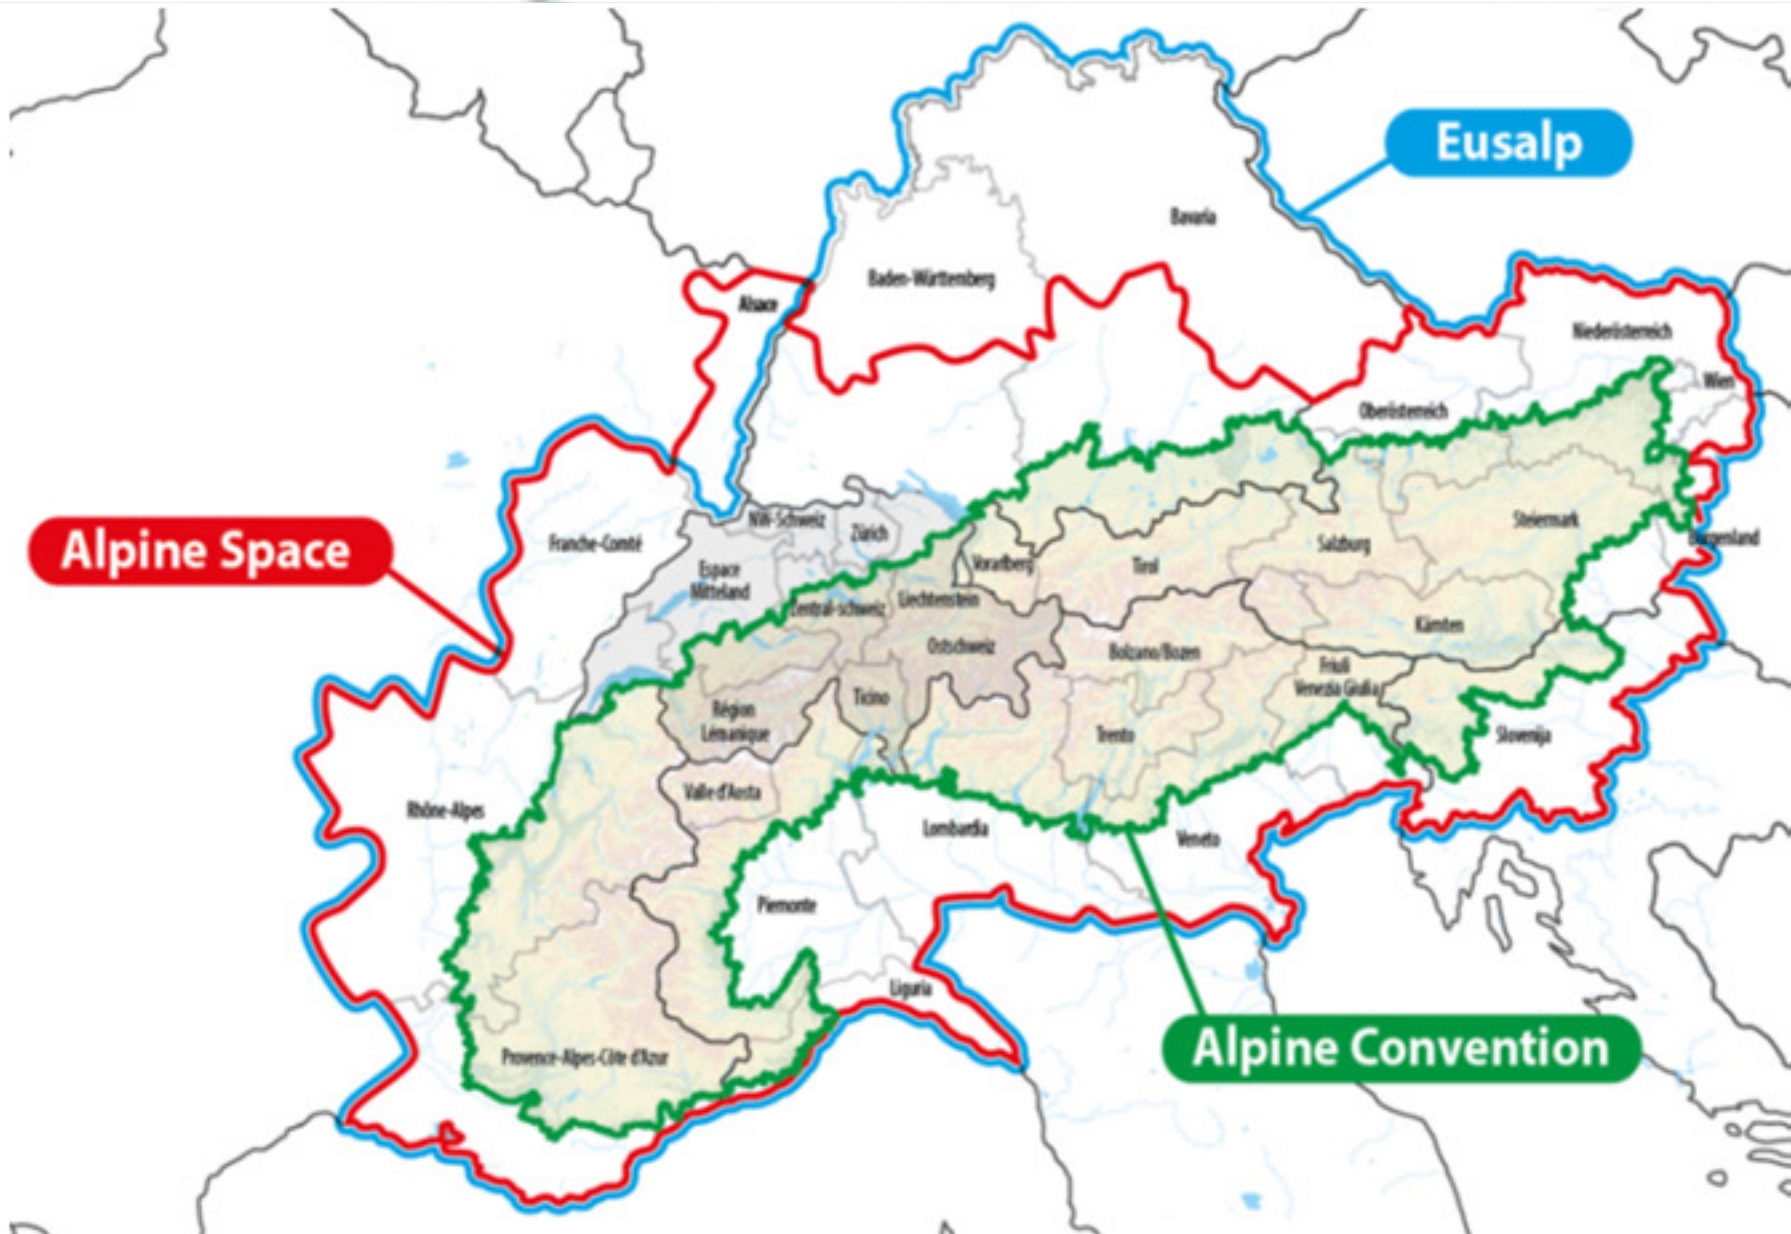 Eusalp
Bavaria
Baden-Württemberg
Alsace
Niederösterreich
Wien
Oberösterreich
Alpine Space
Franche-Comté
NW-Schweiz
Zürich
Steiermark
Burgenland
Salzburg
Espace
Mitteland
Vorarlberg
Tirol
Zentral-schweiz
Liechtenstein
Kärnten
Ostschweiz
Bolzano/Bozen
Friuli
Venezia Giulia
Ticino
Région
Lémanique
Trento
Slovenija
Valle d'Aosta
Rhône-Alpes
Lombardia
Veneto
Piemonte
Liguria
Alpine Convention
Provence-Alpes-Côte d'Azur